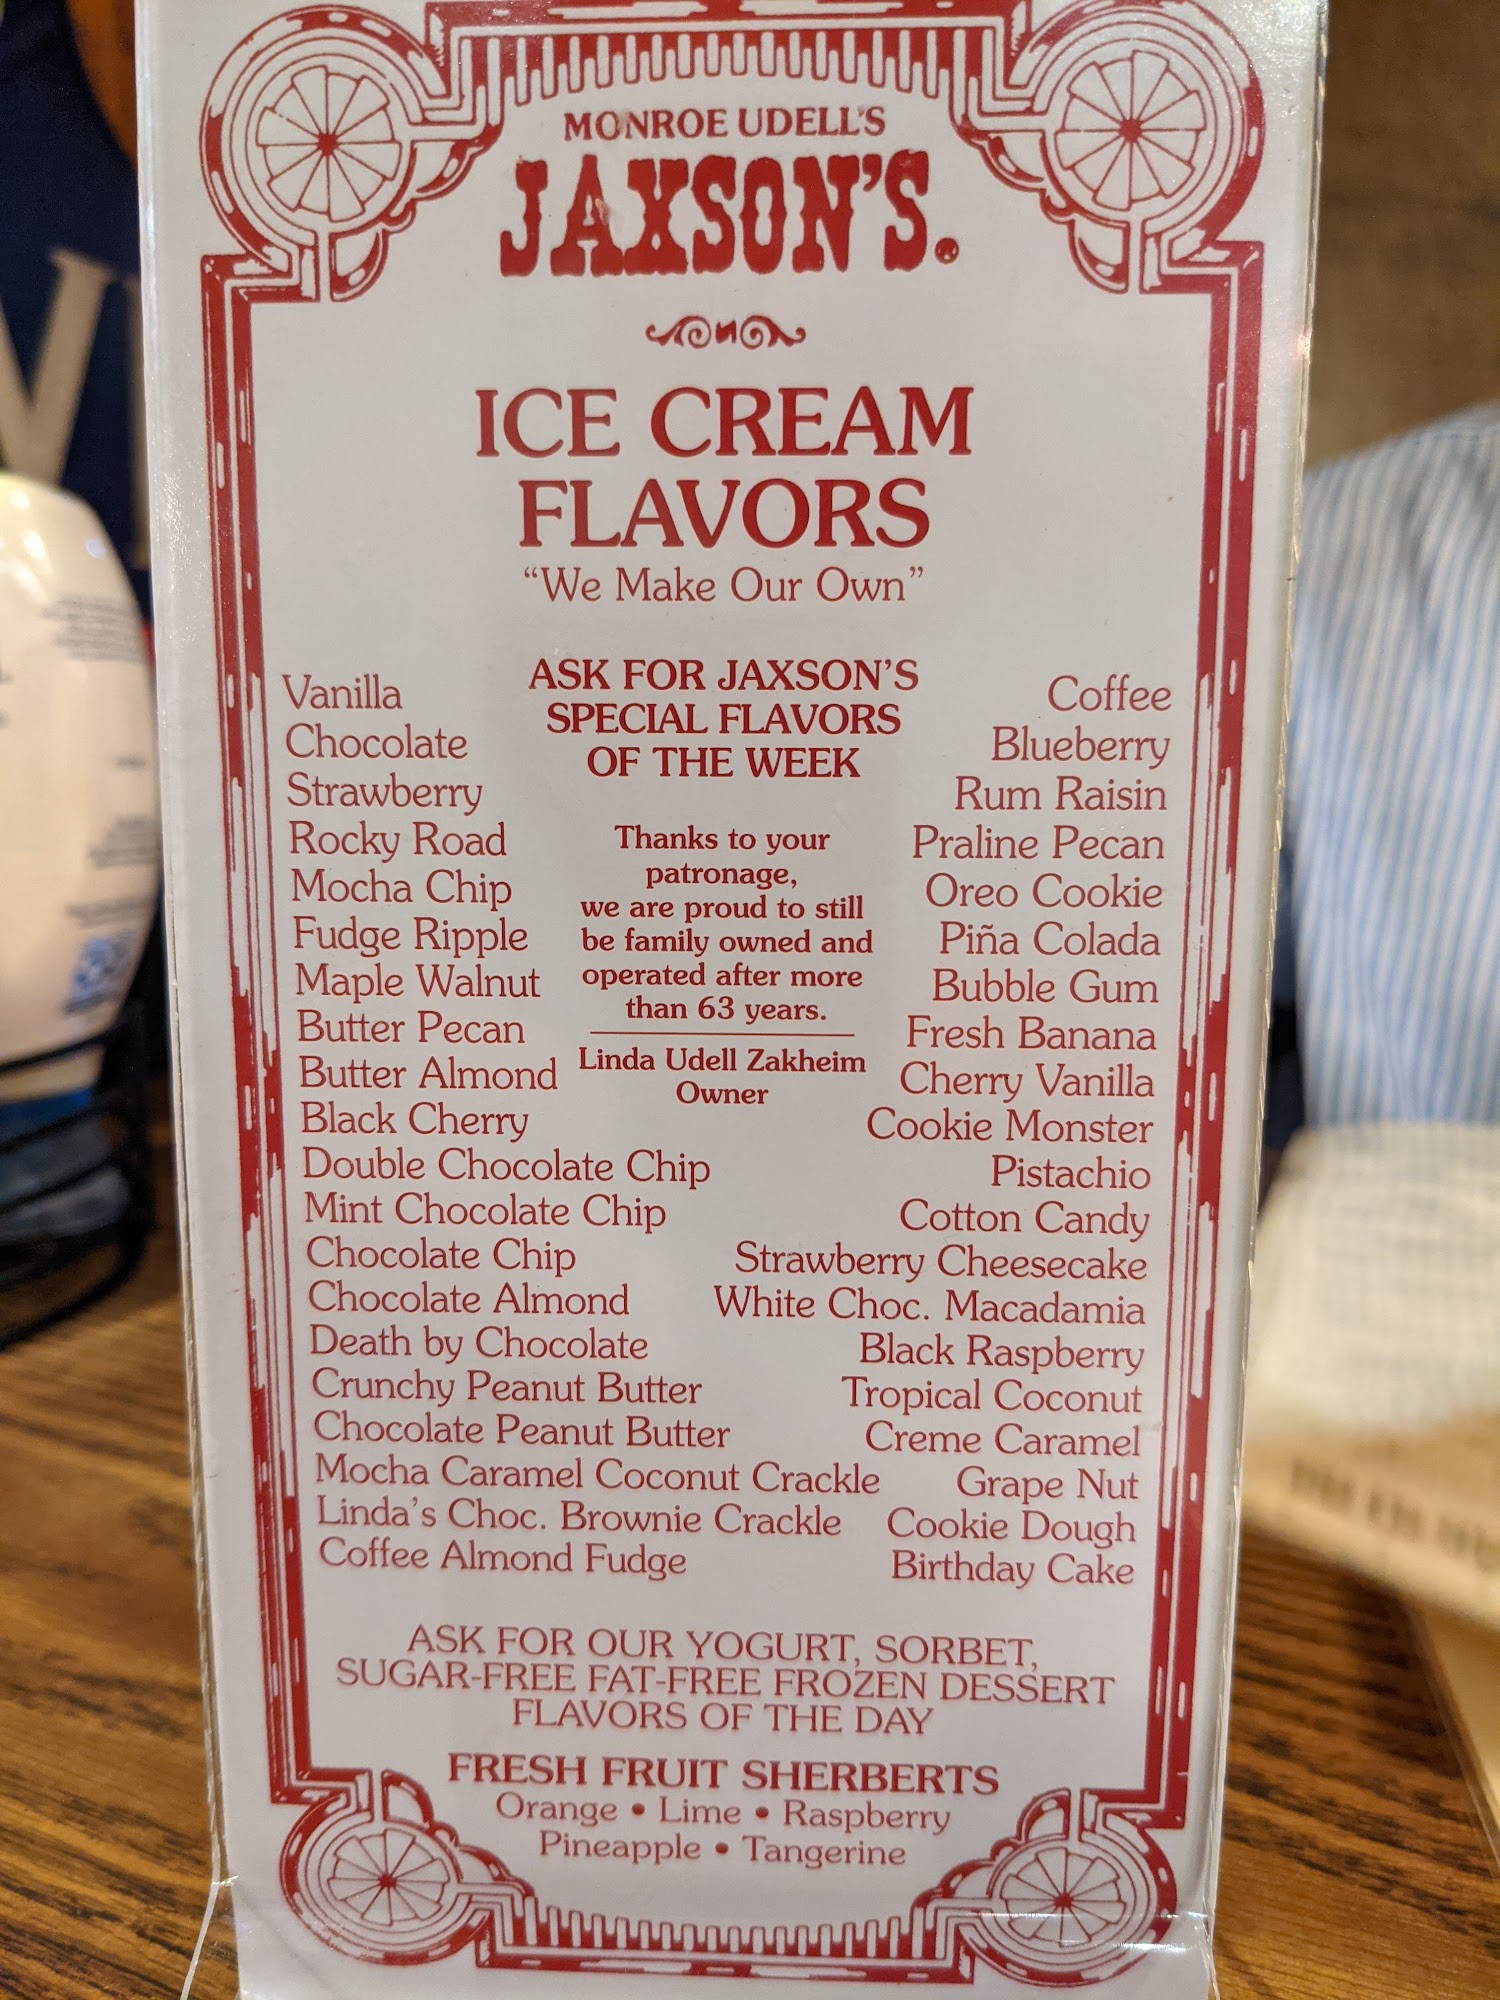 MONROE UDELL'S
JAXSON'S.
ICE CREAM
FLAVORS
“We Make Our Own”
Vanilla
Chocolate
Strawberry
Rocky Road
Mocha Chip
Fudge Ripple
Maple Walnut
Butter Pecan
Butter Almond
Black Cherry
Double Chocolate Chip
Mint Chocolate Chip
Chocolate Chip
Chocolate Almond
Death by Chocolate
Crunchy Peanut Butter
Chocolate Peanut Butter
Mocha Caramel Coconut Crackle
Linda's Choc. Brownie Crackle
Coffee Almond Fudge
ASK FOR JAXSON'S
SPECIAL FLAVORS
OF THE WEEK
Thanks to your
patronage,
we are proud to still
be family owned and
operated after more
than 63 years.
Linda Udell Zakheim
Owner
Coffee
Blueberry
Rum Raisin
Praline Pecan
Oreo Cookie
Piña Colada
Bubble Gum
Fresh Banana
Cherry Vanilla
Cookie Monster
Pistachio
Cotton Candy
Strawberry Cheesecake
White Choc. Macadamia
Black Raspberry
Tropical Coconut
Creme Caramel
Grape Nut
Cookie Dough
Birthday Cake
ASK FOR OUR YOGURT, SORBET,
SUGAR-FREE FAT-FREE FROZEN DESSERT
FLAVORS OF THE DAY
FRESH FRUIT SHERBERTS
Orange • Lime • Raspberry
Pineapple • Tangerine